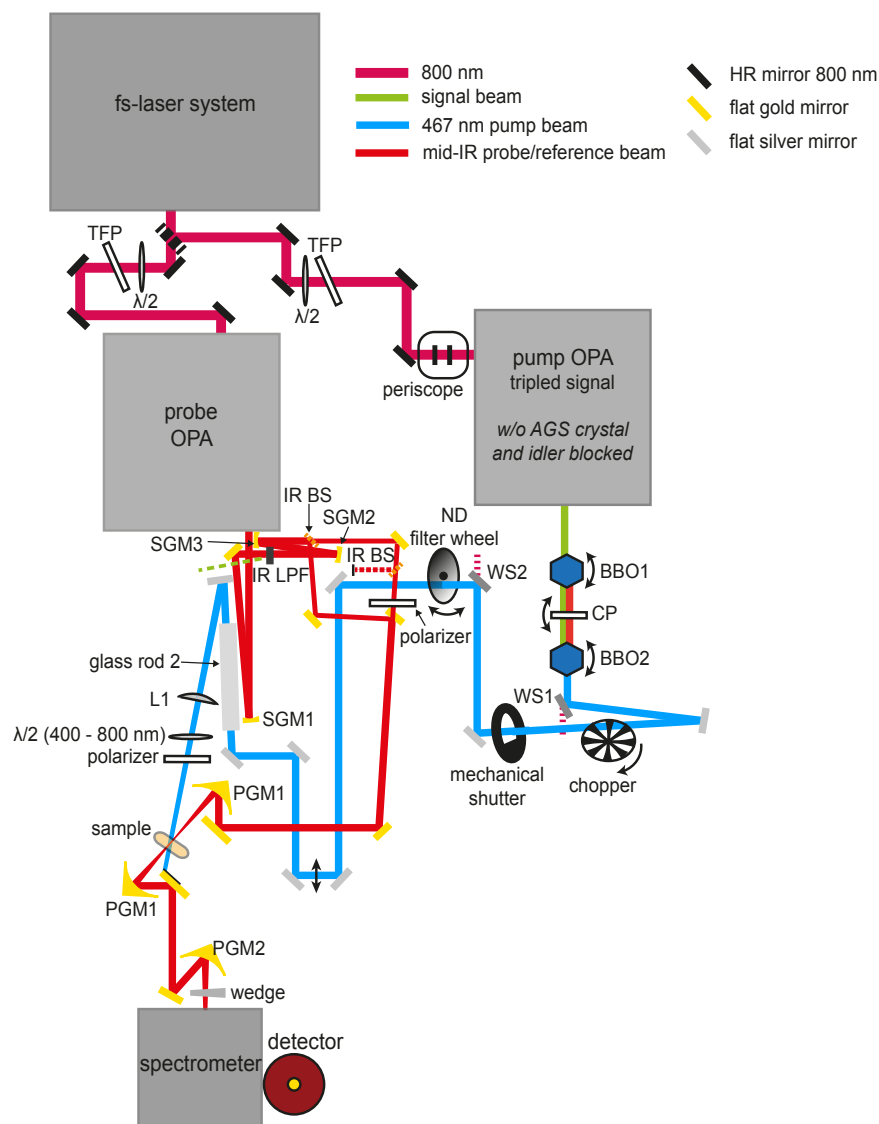 fs-laser system
800 nm
signal beam
467 nm pump beam
mid-IR probe/reference beam
HR mirror 800 nm
flat gold mirror
flat silver mirror
TFP
λ/2
TFP
λ/2
periscope
probe
OPA
pump OPA
tripled signal
w/o AGS crystal
and idler blocked
IR BS
SGM2
SGM3
IR LPF
IR BS
ND
filter wheel
WS2
polarizer
BBO1
CP
BBO2
WS1
glass rod 2
L1
SGM1
λ/2 (400 - 800 nm)
polarizer
mechanical
shutter
chopper
PGM1
sample
PGM1
PGM2
wedge
spectrometer
detector